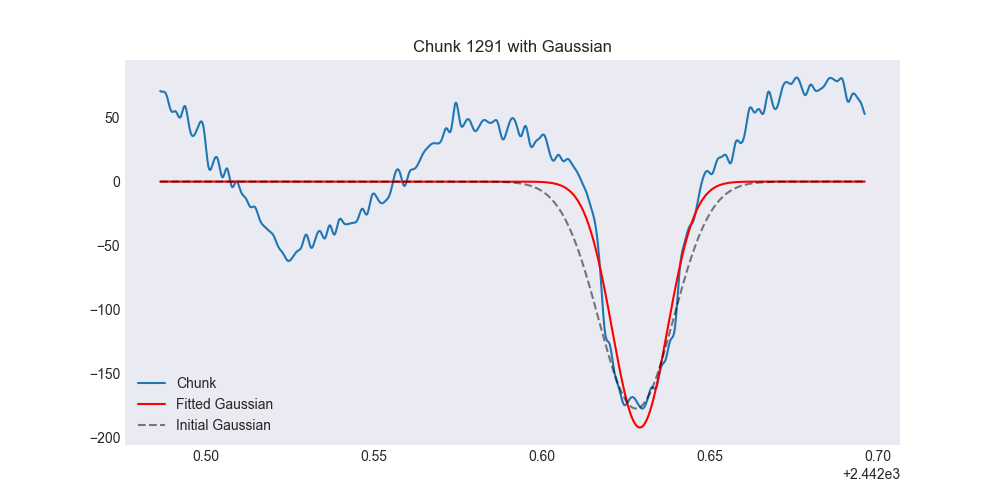 Chunk 1291 with Gaussian
50
0
−50
−100
−150
−200
Chunk
Fitted Gaussian
Initial Gaussian
0.50 0.55 0.60 0.65 0.70
+2.442e3